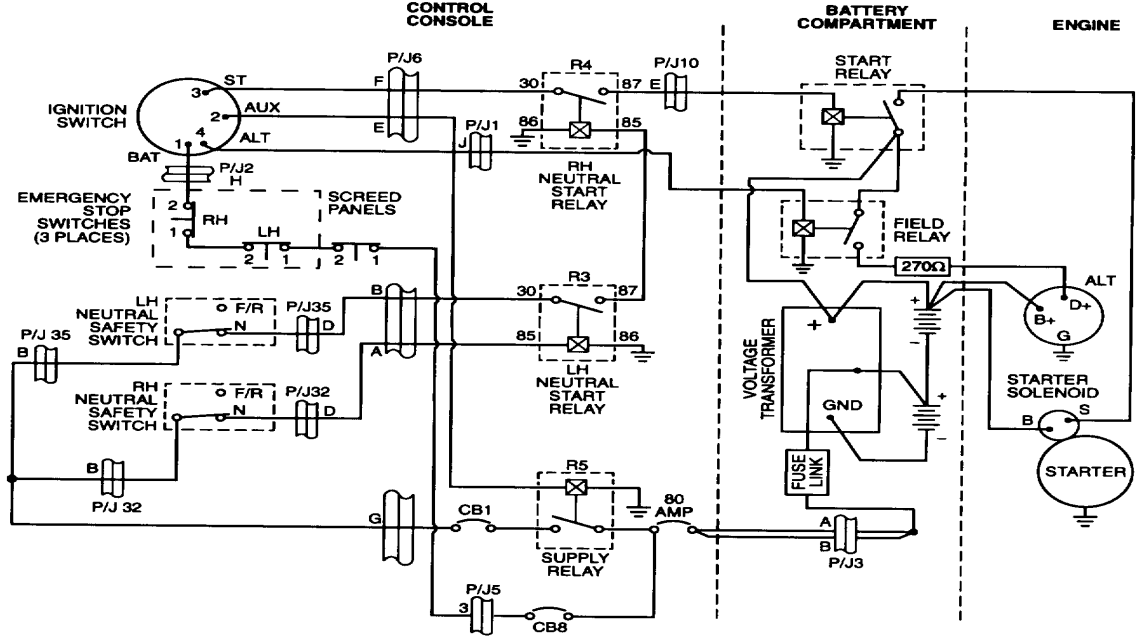 CONTROL
CONSOLE
BATTERY
COMPARTMENT
ENGINE
P/J6
R4
P/J10
START
RELAY
ST
3
F
30
87
E
IGNITION
SWITCH
AUX
2
E
86
85
4
1
ALT
P/J1
J
BAT
P/J2
H
RH
NEUTRAL
START
RELAY
EMERGENCY
STOP
SWITCHES
(3 PLACES)
SCREED
PANELS
2
RH
1
LH
2
1
2
1
FIELD
RELAY
270Ω
ALT
D+
B+
G
R3
30
87
B
LH
NEUTRAL
SAFETY
SWITCH
F/R
N
P/J35
D
P/J 35
B
A
85
86
LH
NEUTRAL
START
RELAY
VOLTAGE
TRANSFORMER
+
+
-
GND
+
-
RH
NEUTRAL
SAFETY
SWITCH
F/R
N
P/J32
D
STARTER
SOLENOID
B
S
STARTER
B
P/J 32
R5
FUSE
LINK
G
CB1
80
AMP
SUPPLY
RELAY
A
B
P/J3
P/J5
3
CB8